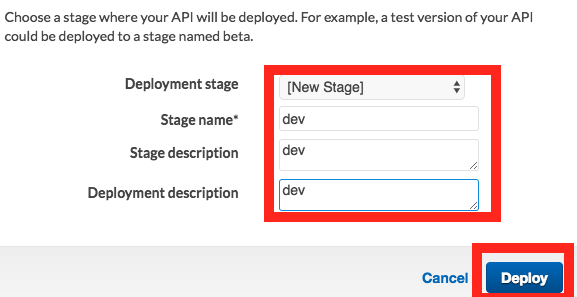 Choose a stage where your API will be deployed. For example, a test version of your API
could be deployed to a stage named beta.
Deployment stage [New Stage]
Stage name* dev
Stage description dev
Deployment description dev
Cancel Deploy